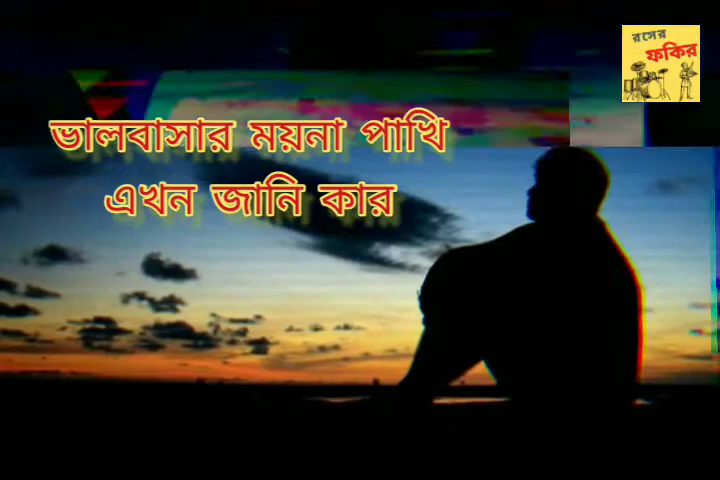 রসের
ফকির
ভালবাসার ময়না পাখি
এখন জানি কার